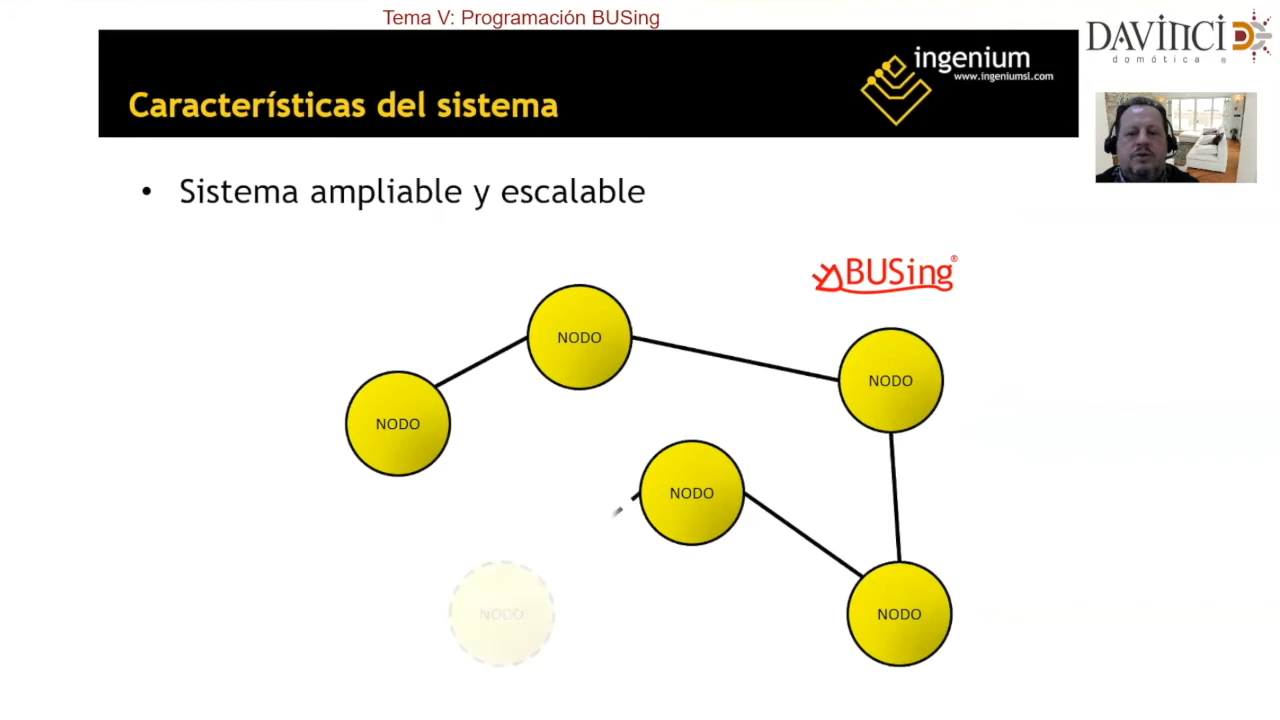 Tema V: Programación BUSing
DAVINCI
domótica ®
ingenium
www.ingeniumsl.com
Características del sistema
• Sistema ampliable y escalable
BUSing®
NODO
NODO
NODO
NODO
NODO
NODO